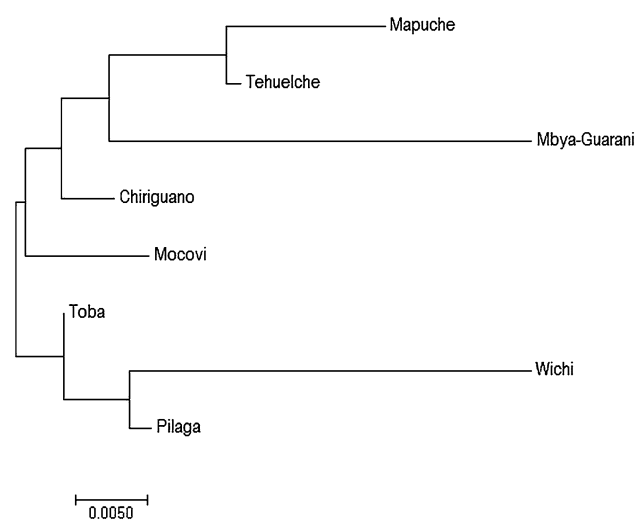 Mapuche
Tehuelche
Mbya-Guarani
Chiriguano
Mocovi
Toba
Wichi
Pilaga
0.0050